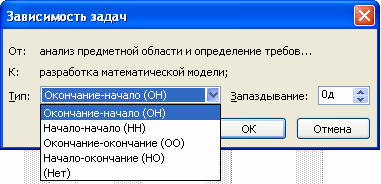 Зависимость задач
От: анализ предметной области и определение требов...
К: разработка математической модели;
Тип: Окончание-начало (ОН) Запаздывание: 0д
Окончание-начало (ОН)
Начало-начало (НН)
Окончание-окончание (ОО)
Начало-окончание (НО)
(Нет)
ОК Отмена